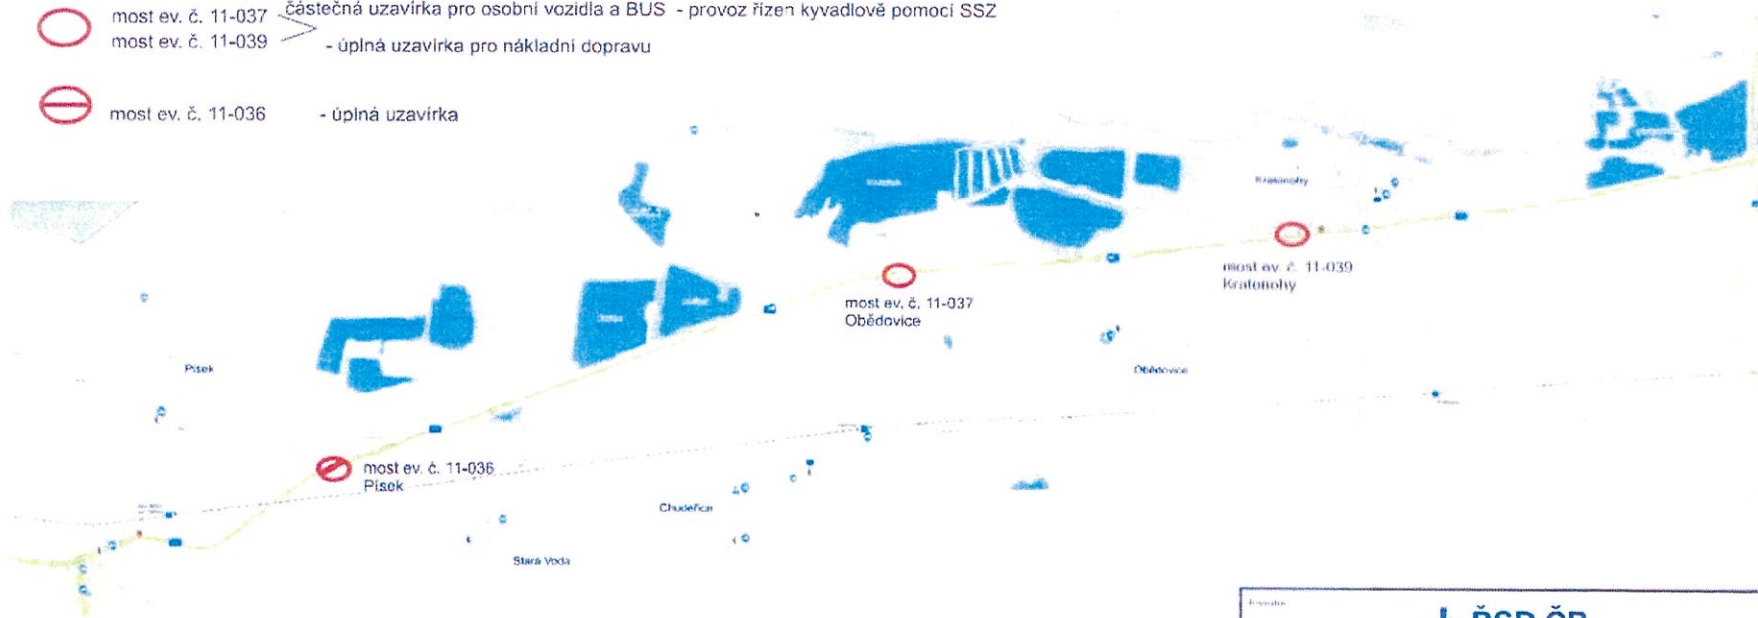 most ev. č. 11-037 částečná uzavírka pro osobní vozidla a BUS - provoz řízen kyvadlově pomocí SSZ
most ev. č. 11-039 - úplná uzavírka pro nákladní dopravu
most ev. č. 11-036 - úplná uzavírka
Kratonohy
most ev. č. 11-039
Kratonohy
most ev. č. 11-037
Obědovice
Písek
Obědovice
most ev. č. 11-036
Písek
Chudeřice
Stará Voda
ŘSD ČR